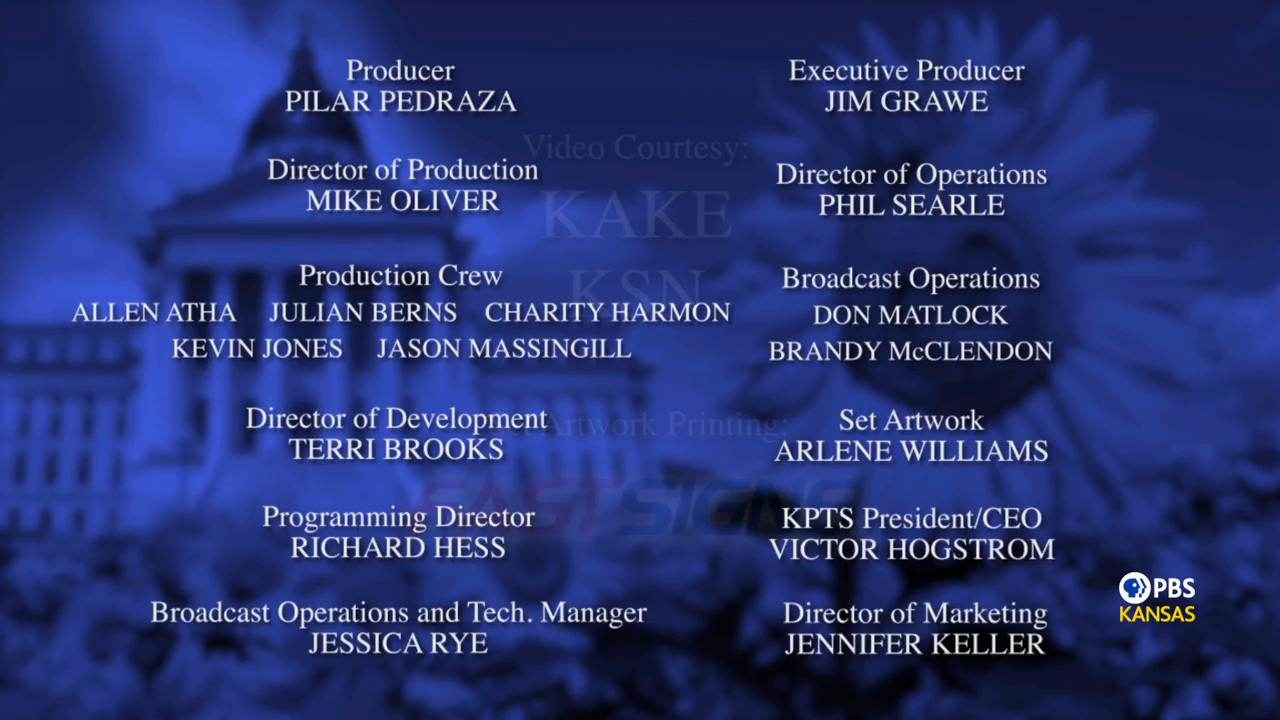 Producer
PILAR PEDRAZA
Director of Production
MIKE OLIVER
Production Crew
ALLEN ATHA JULIAN BERNS CHARITY HARMON
KEVIN JONES JASON MASSINGILL
Director of Development
TERRI BROOKS
Programming Director
RICHARD HESS
Broadcast Operations and Tech. Manager
JESSICA RYE
Executive Producer
JIM GRAWE
Director of Operations
PHIL SEARLE
Broadcast Operations
DON MATLOCK
BRANDY McCLENDON
Set Artwork
ARLENE WILLIAMS
KPTS President/CEO
VICTOR HOGSTROM
Director of Marketing
JENNIFER KELLER
Video Courtesy:
KAKE
KSN
Artwork Printing:
FASTSIGNS
PBS
KANSAS